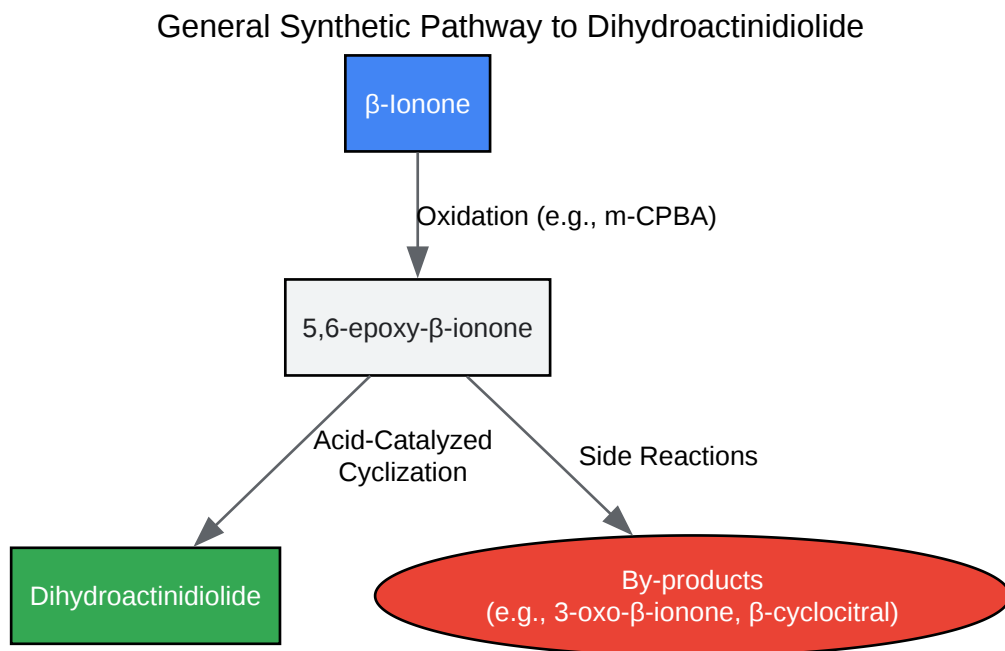 General Synthetic Pathway to Dihydroactinidiolide
β-Ionone
Oxidation (e.g., m-CPBA)
5,6-epoxy-β-ionone
Acid-Catalyzed
Cyclization
Side Reactions
Dihydroactinidiolide
By-products
(e.g., 3-oxo-β-ionone, β-cyclocitral)